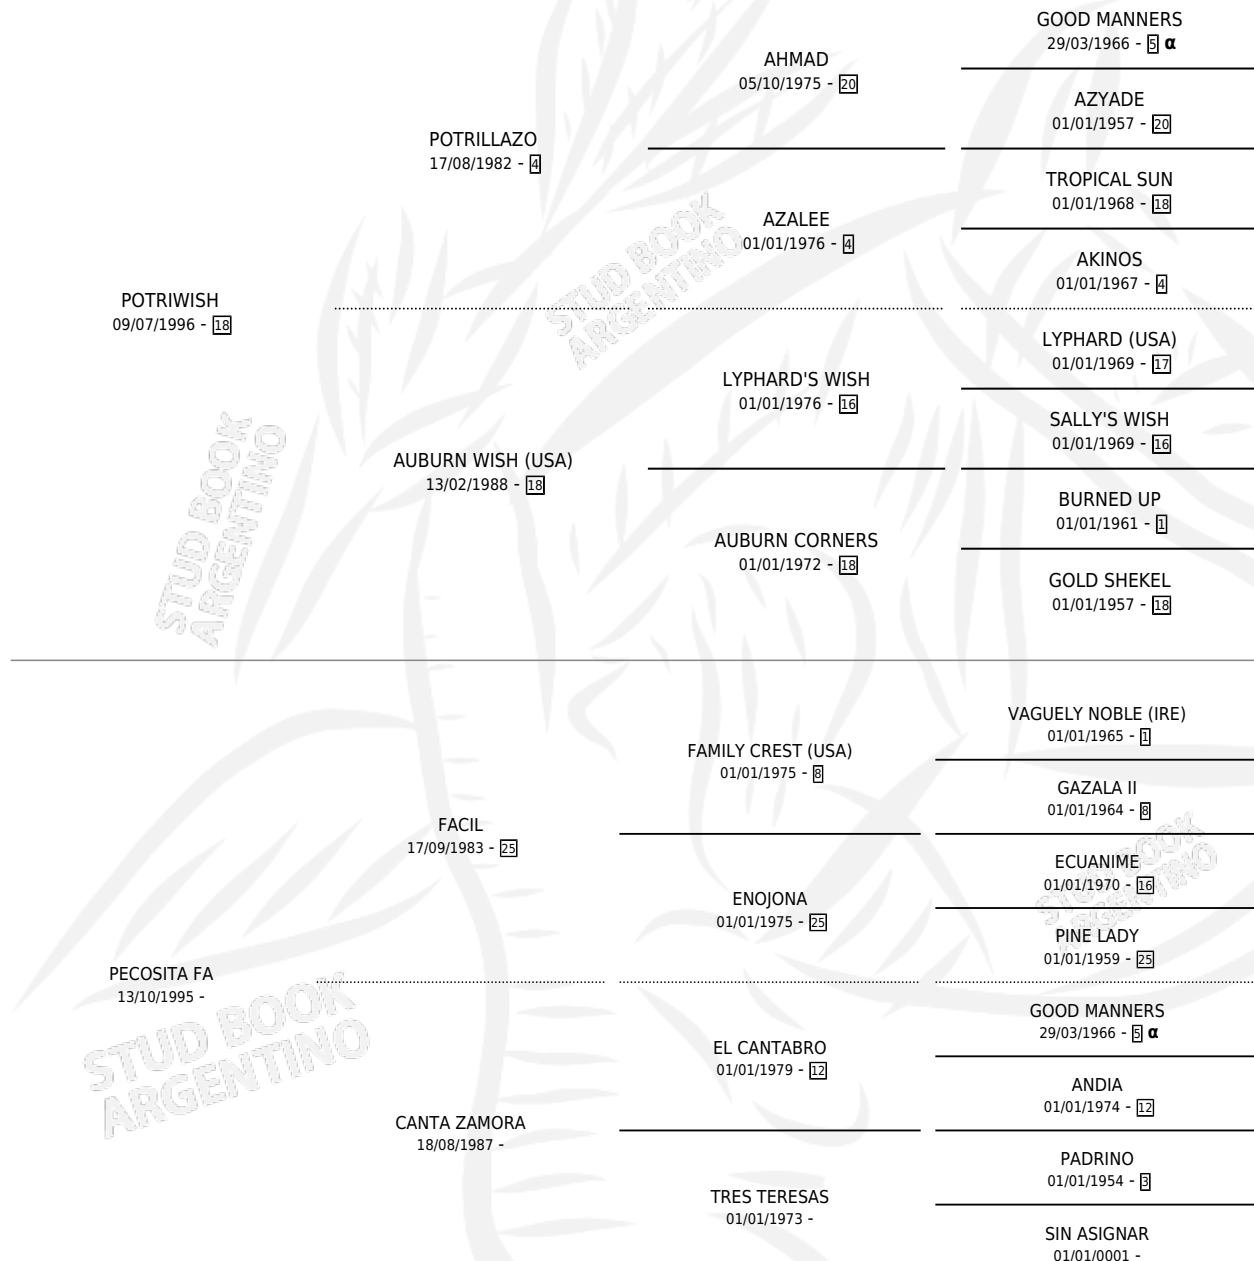 GOOD MANNERS
29/03/1966 - 5 α
AHMAD
05/10/1975 - 20
AZYADE
01/01/1957 - 20
POTRILLAZO
17/08/1982 - 4
TROPICAL SUN
01/01/1968 - 18
AZALEE
01/01/1976 - 4
AKINOS
01/01/1967 - 4
POTRIWISH
09/07/1996 - 18
LYPHARD (USA)
01/01/1969 - 17
LYPHARD'S WISH
01/01/1976 - 16
SALLY'S WISH
01/01/1969 - 16
AUBURN WISH (USA)
13/02/1988 - 18
BURNED UP
01/01/1961 - 1
AUBURN CORNERS
01/01/1972 - 18
GOLD SHEKEL
01/01/1957 - 18
VAGUELY NOBLE (IRE)
01/01/1965 - 1
FAMILY CREST (USA)
01/01/1975 - 8
GAZALA II
01/01/1964 - 8
FACIL
17/09/1983 - 25
ECUANIME
01/01/1970 - 16
ENOJONA
01/01/1975 - 25
PINE LADY
01/01/1959 - 25
PECOSITA FA
13/10/1995 -
GOOD MANNERS
29/03/1966 - 5 α
EL CANTABRO
01/01/1979 - 12
ANDIA
01/01/1974 - 12
CANTA ZAMORA
18/08/1987 -
PADRINO
01/01/1954 - 3
TRES TERESAS
01/01/1973 -
SIN ASIGNAR
01/01/0001 -
STUD BOOK
ARGENTINO
STUD BOOK
ARGENTINO
STUD BOOK
ARGENTINO
STUD BOOK
ARGENTINO